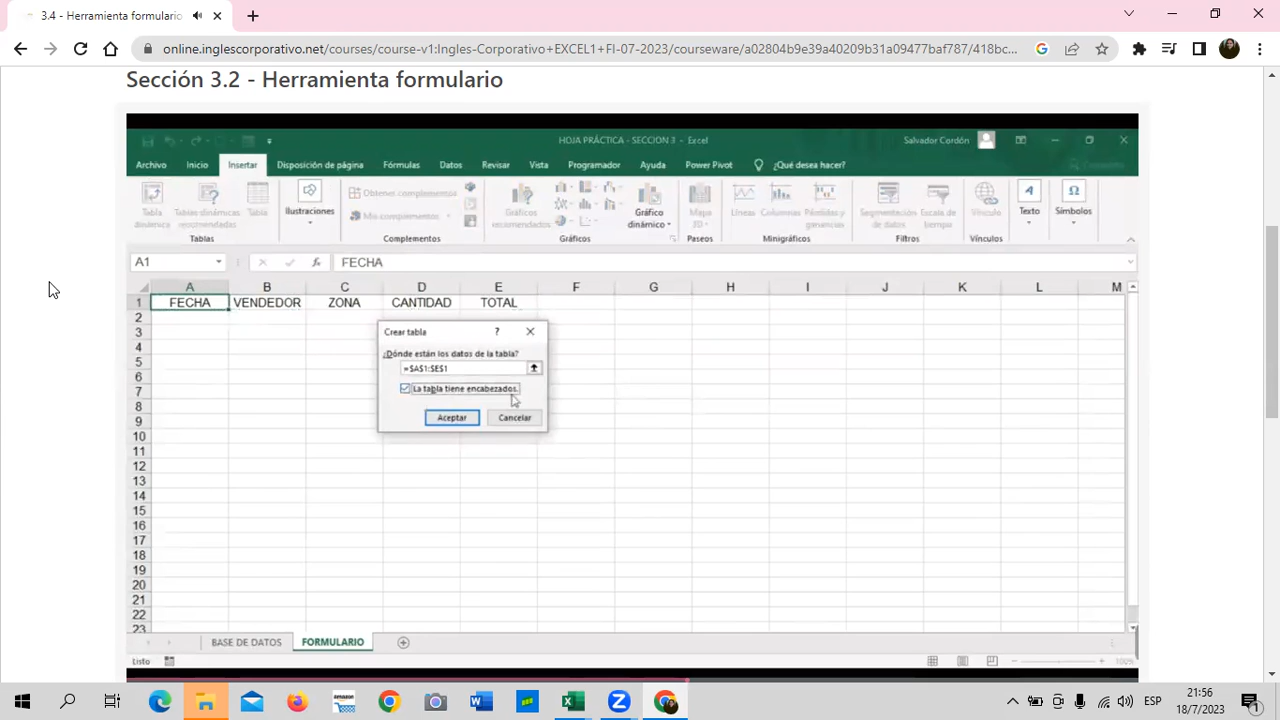 3.4 - Herramienta formulario
online.inglescorporativo.net/courses/course-v1:Ingles-Corporativo+EXCEL1+FI-07-2023/courseware/a02804b9e39a40209b31a09477baf787/418bc...
Sección 3.2 - Herramienta formulario
HOJA PRÁCTICA - SECCION 3 - Excel
Salvador Cordón
Archivo Inicio Insertar Disposición de página Fórmulas Datos Revisar Vista Programador Ayuda Power Pivot ¿Qué desea hacer?
Tabla dinámica
Tablas dinámicas recomendadas
Tabla
Ilustraciones
Obtener complementos
Mis complementos
Gráficos recomendados
Gráfico dinámico
Mapa 3D
Líneas
Columnas
Pérdidas y ganancias
Segmentación de datos
Escala de tiempo
Vínculo
Texto
Símbolos
Tablas Complementos Gráficos Paseos Minigráficos Filtros Vínculos
A1 fx FECHA
A B C D E F G H I J K L M
1 FECHA VENDEDOR ZONA CANTIDAD TOTAL
2
3
4
5
6
7
8
9
10
11
12
13
14
15
16
17
18
19
20
21
22
23
Crear tabla ?
¿Dónde están los datos de la tabla?
=$A$1:$E$1
La tabla tiene encabezados.
Aceptar Cancelar
BASE DE DATOS FORMULARIO
Listo
100%
ESP
21:56
18/7/2023